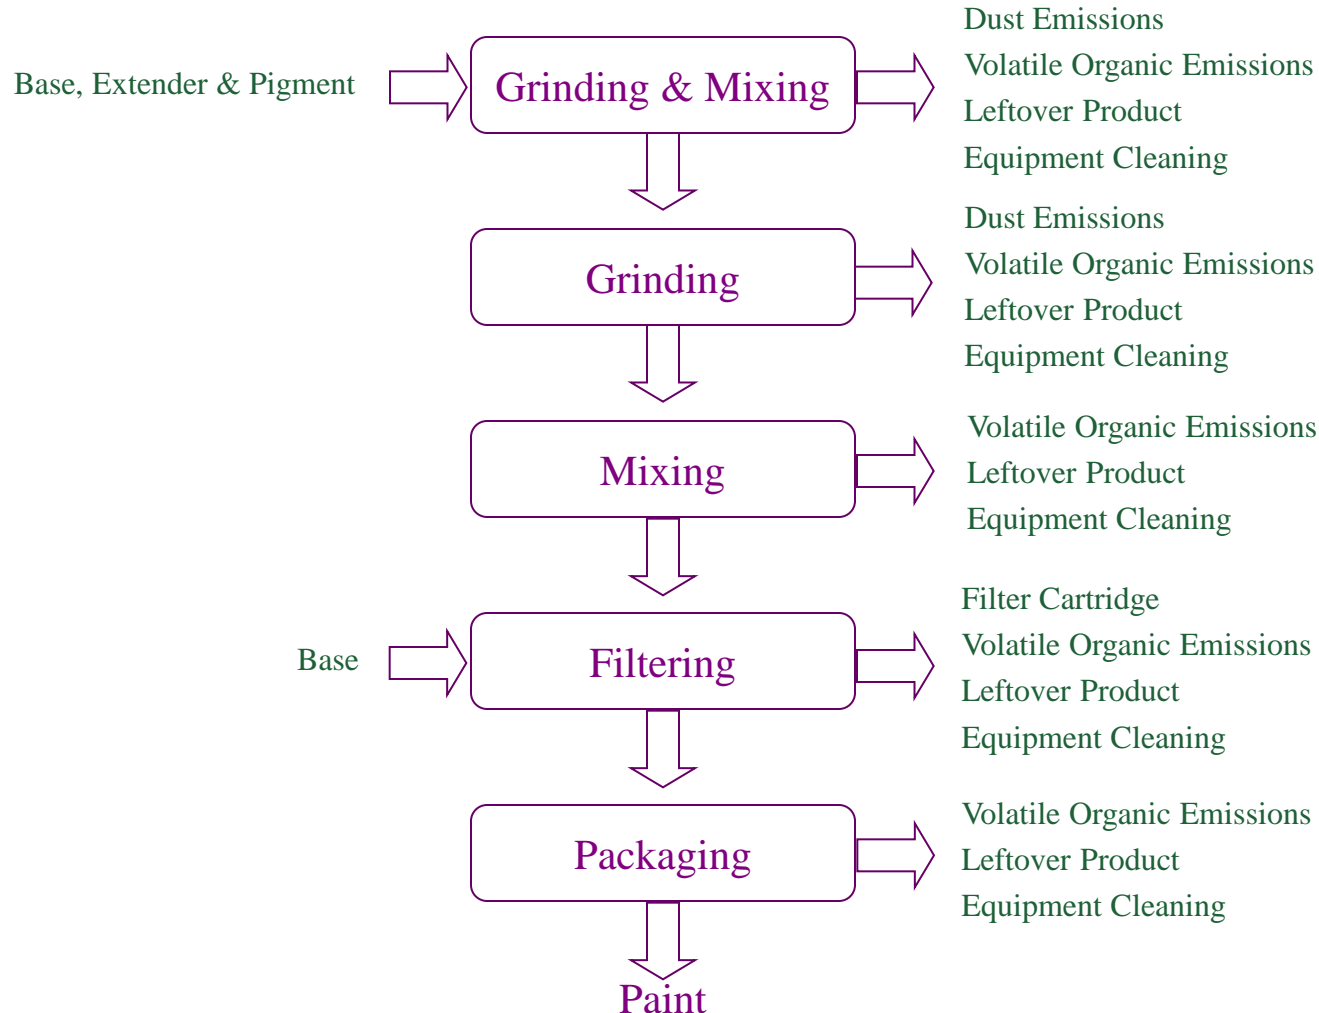 Base, Extender & Pigment
Grinding & Mixing
Dust Emissions
Volatile Organic Emissions
Leftover Product
Equipment Cleaning
Grinding
Dust Emissions
Volatile Organic Emissions
Leftover Product
Equipment Cleaning
Mixing
Volatile Organic Emissions
Leftover Product
Equipment Cleaning
Base
Filtering
Filter Cartridge
Volatile Organic Emissions
Leftover Product
Equipment Cleaning
Packaging
Volatile Organic Emissions
Leftover Product
Equipment Cleaning
Paint